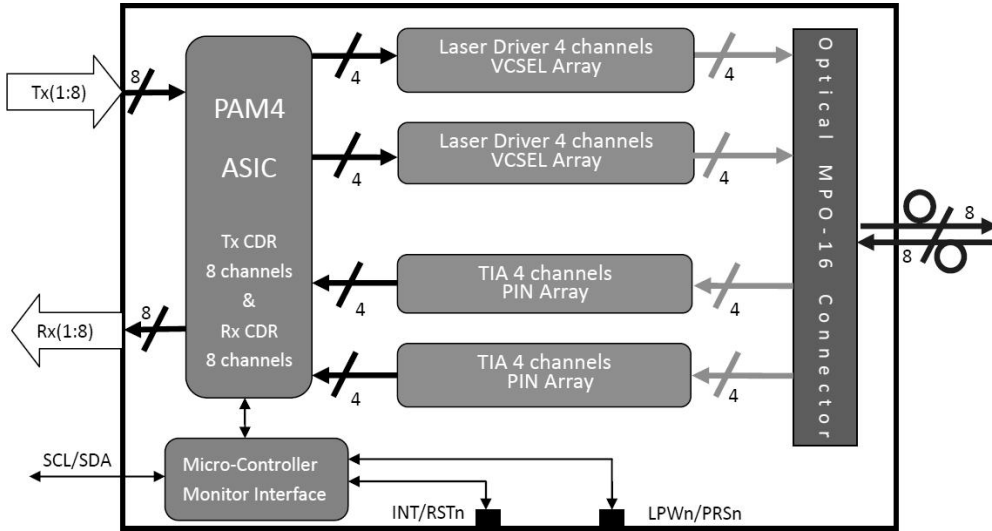 Tx(1:8)
8
PAM4
ASIC
Tx CDR
8 channels
&
Rx CDR
8 channels
4
Laser Driver 4 channels
VCSEL Array
4
4
Laser Driver 4 channels
VCSEL Array
4
4
TIA 4 channels
PIN Array
4
4
TIA 4 channels
PIN Array
4
Optical MPO-16 Connector
8
8
Rx(1:8)
8
SCL/SDA
Micro-Controller
Monitor Interface
INT/RSTn
LPWn/PRSn